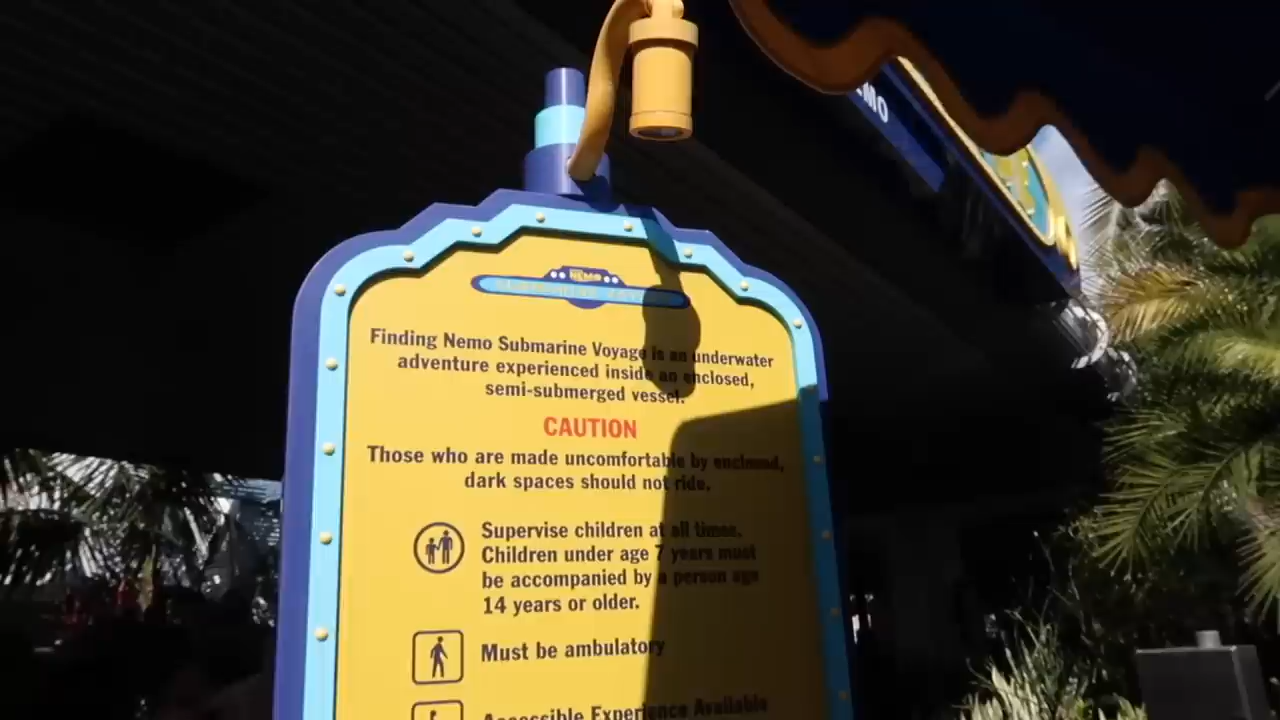 EMO
NEMO
Finding Nemo Submarine Voyage is an underwater
adventure experienced inside an enclosed,
semi-submerged vessel.
CAUTION
Those who are made uncomfortable by enclosed,
dark spaces should not ride.
Supervise children at all times.
Children under age 7 years must
be accompanied by a person age
14 years or older.
Must be ambulatory
Accessible Experience Available